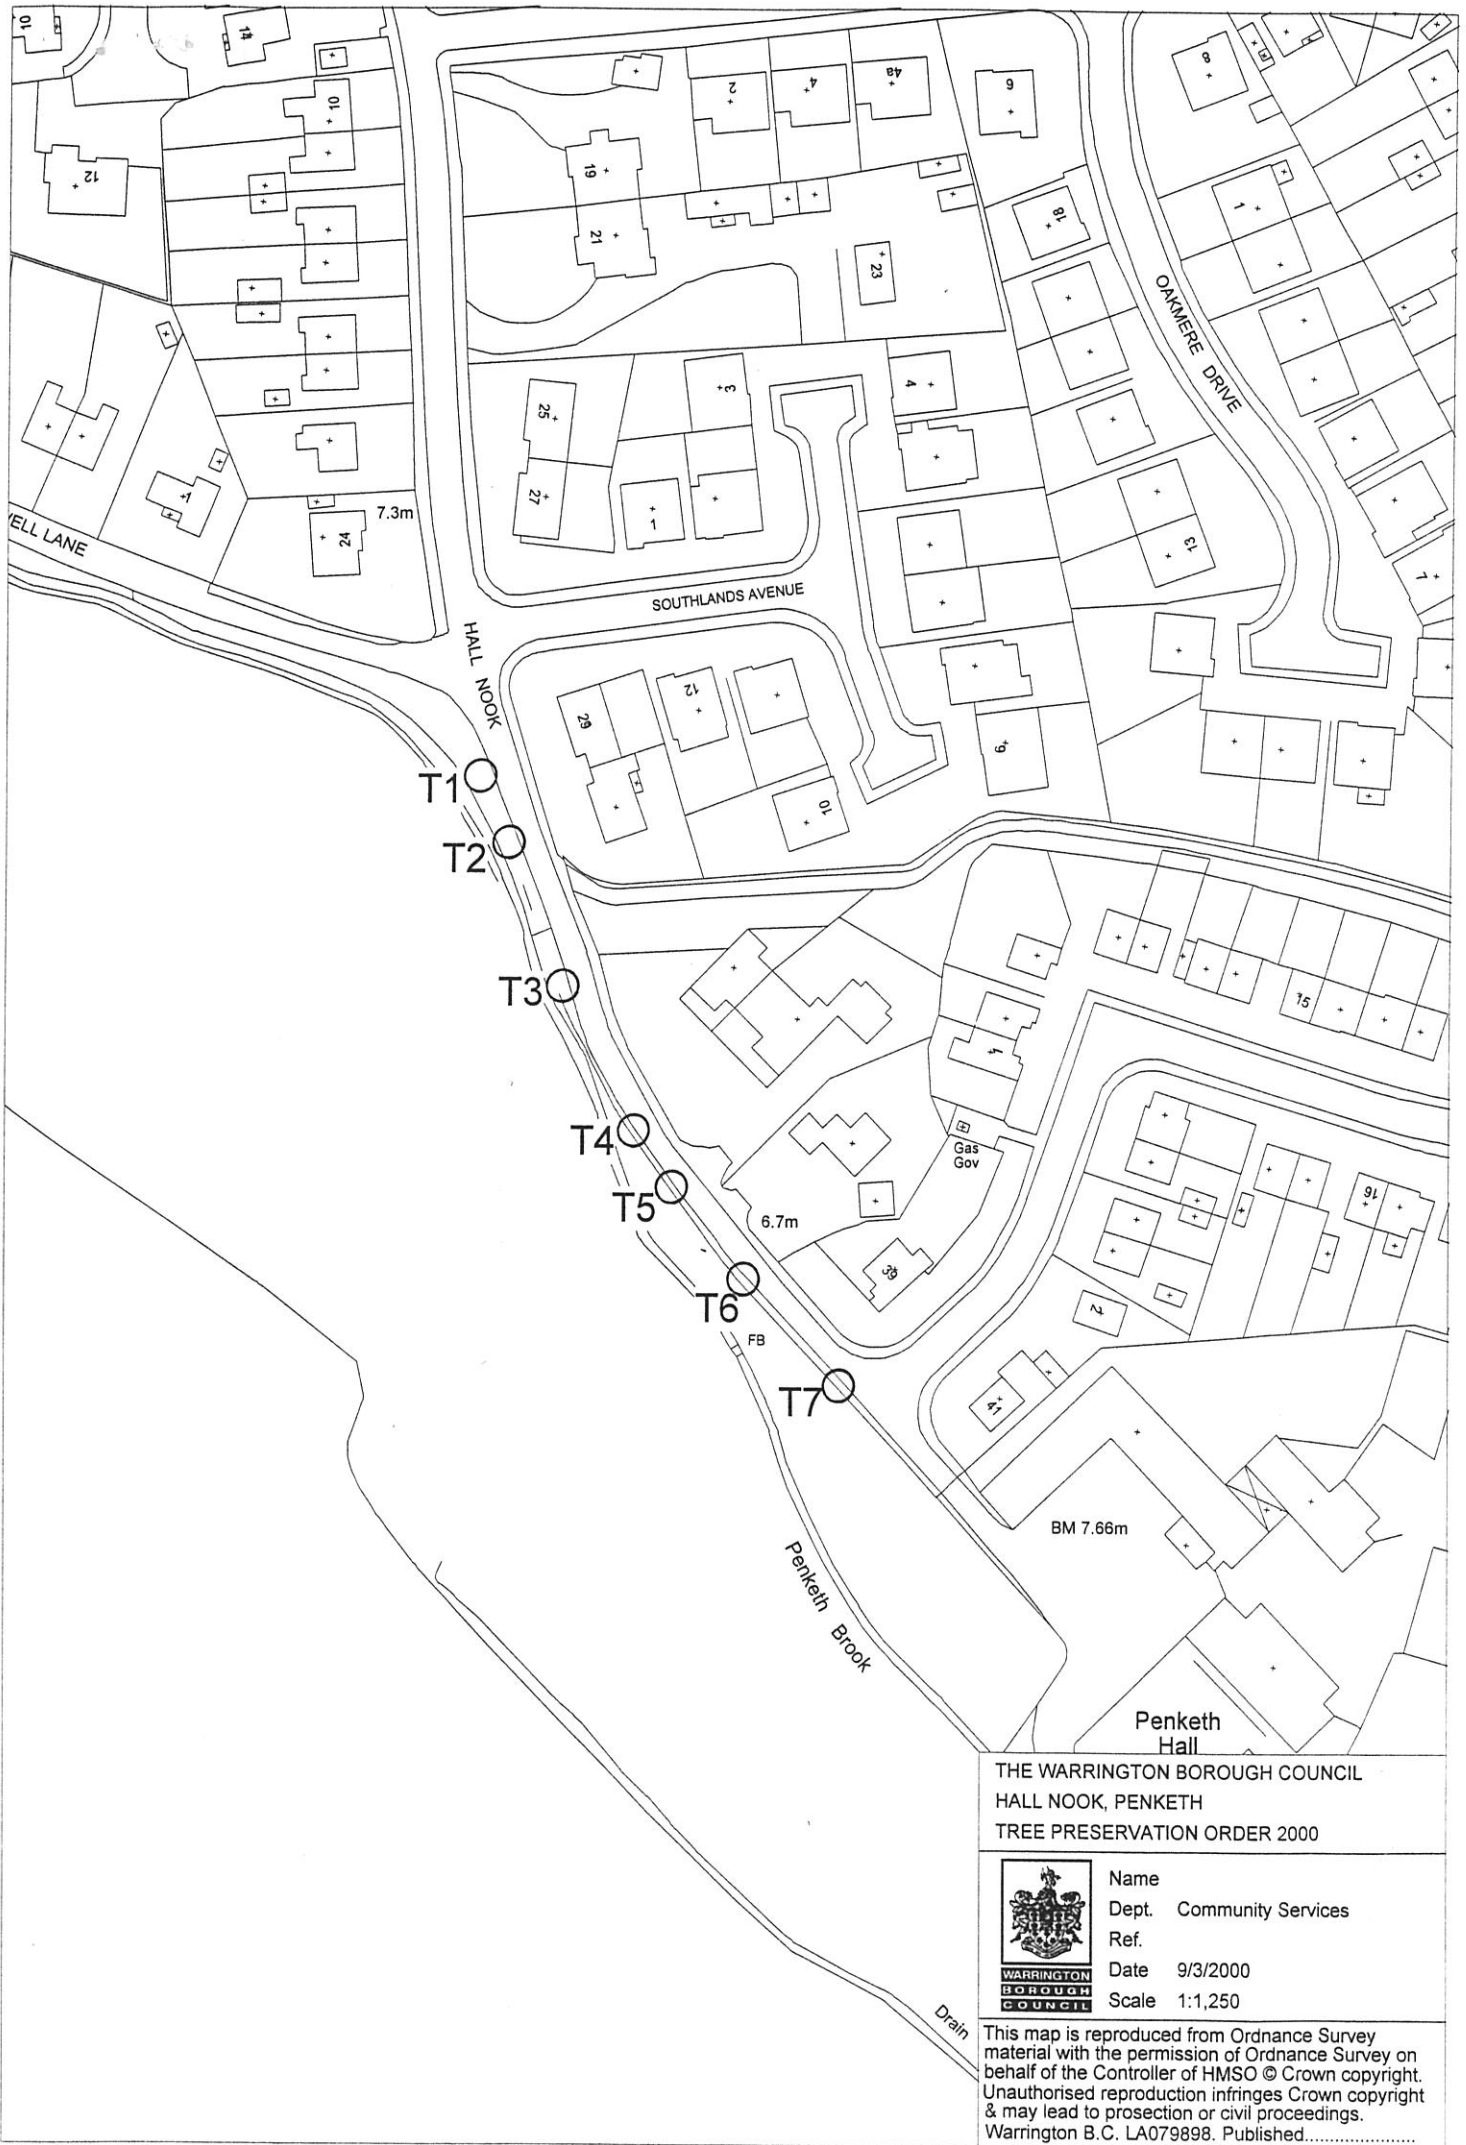 10
14
2
4
4a
6
8
10
12
19
21
18
1
23
OAKMERE DRIVE
25
3
4
27
1
1
24
7.3m
13
7
ELL LANE
SOUTHLANDS AVENUE
HALL NOOK
29
12
9
10
T1
T2
T3
15
1
T4
Gas
Gov
T5
6.7m
16
39
T6
2
FB
T7
41
BM 7.66m
Penketh Brook
Penketh
Hall
THE WARRINGTON BOROUGH COUNCIL
HALL NOOK, PENKETH
TREE PRESERVATION ORDER 2000
Name
Dept. Community Services
Ref.
Date 9/3/2000
Scale 1:1,250
WARRINGTON
BOROUGH
COUNCIL
Drain
This map is reproduced from Ordnance Survey
material with the permission of Ordnance Survey on
behalf of the Controller of HMSO © Crown copyright.
Unauthorised reproduction infringes Crown copyright
& may lead to prosection or civil proceedings.
Warrington B.C. LA079898. Published......................